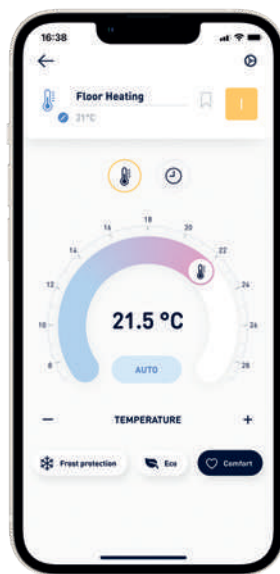 16:38
Floor Heating
21°C
18
16
20
14
22
12
24
10
26
8
28
21.5 °C
AUTO
− TEMPERATURE +
Frost protection Eco Comfort